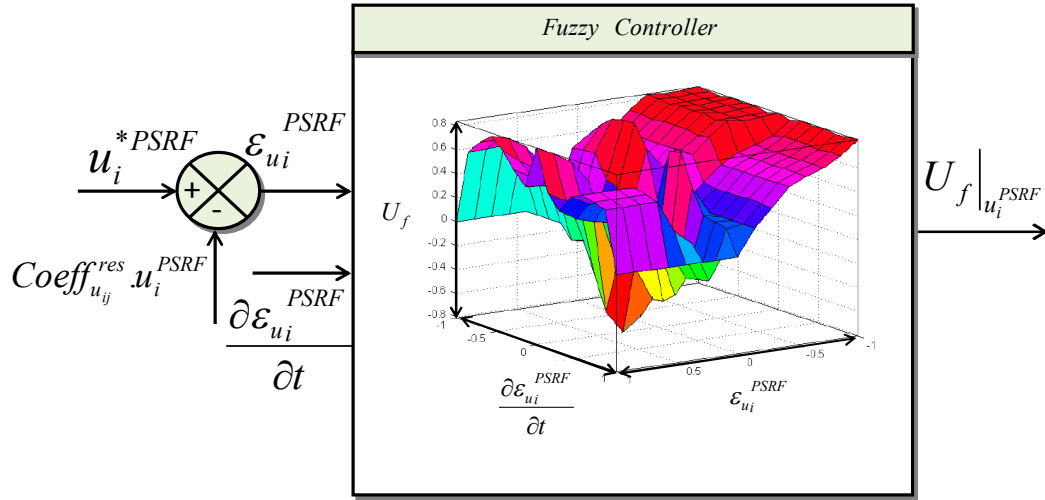 Fuzzy Controller
u_i^{*PSRF}
+
-
ε_{ui}^{PSRF}
Coeff_{u_{ij}}^{res}.u_i^{PSRF}
∂ε_{ui}^{PSRF}
∂t
U_f
0.8
0.6
0.4
0.2
0
-0.2
-0.4
-0.6
-0.8
-1
-0.5
0
1
1
0.5
0
-0.5
-1
∂ε_{ui}^{PSRF}
∂t
ε_{ui}^{PSRF}
U_f|_{u_i^{PSRF}}